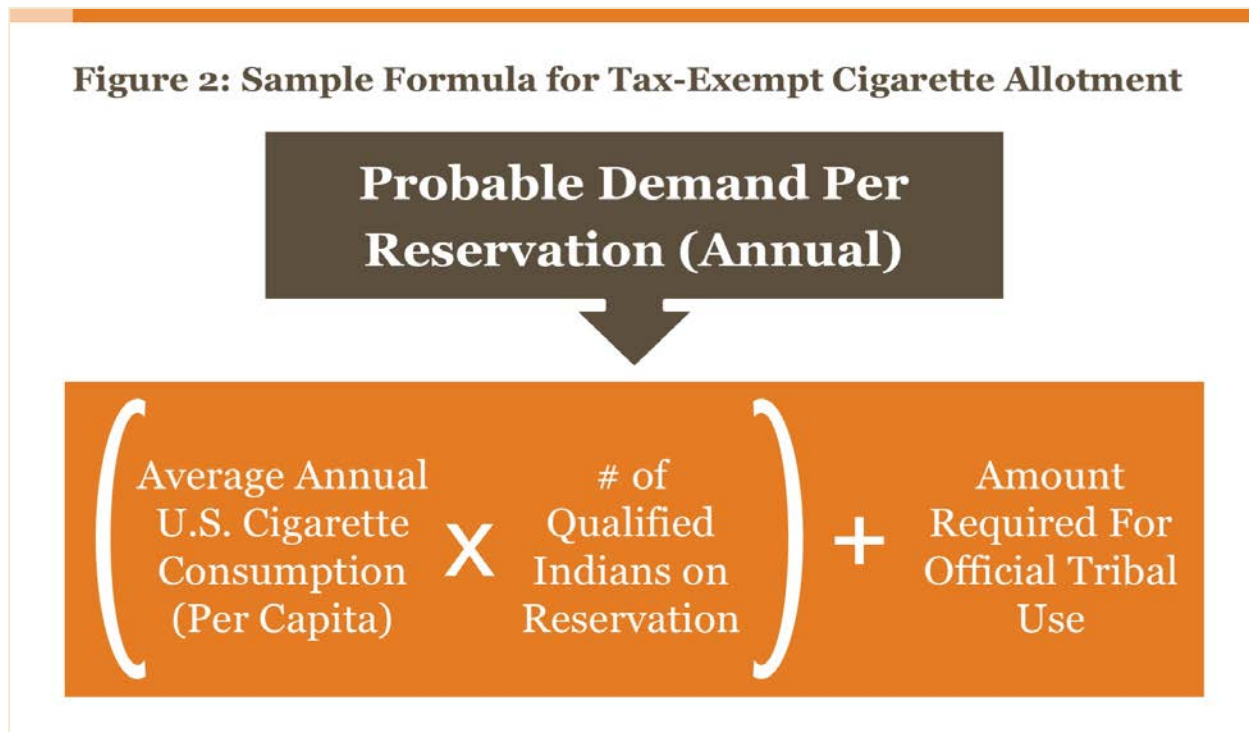 Figure 2: Sample Formula for Tax-Exempt Cigarette Allotment
Probable Demand Per
Reservation (Annual)
(
Average Annual
U.S. Cigarette
Consumption
(Per Capita)
x
# of
Qualified
Indians on
Reservation
)
+
Amount
Required For
Official Tribal
Use